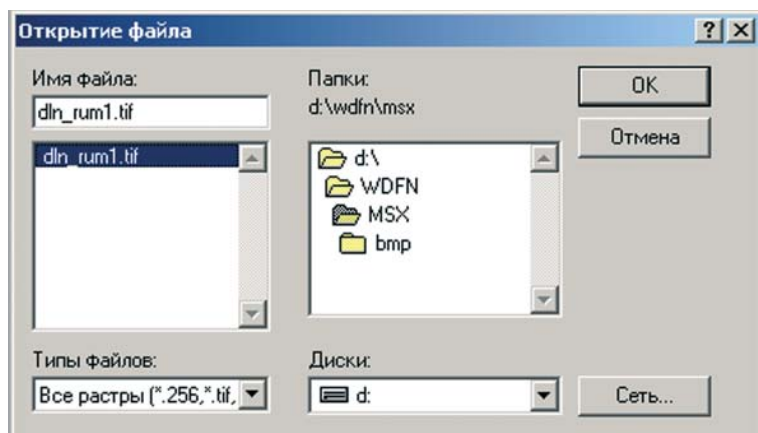 Открытие файла
Имя файла:
dln_rum1.tif
dln_rum1.tif
Папки:
d:\wdfn\msx
d:\
WDFN
MSX
bmp
OK
Отмена
Типы файлов:
Все растры (*.256,*.tif,
Диски:
d:
Сеть...